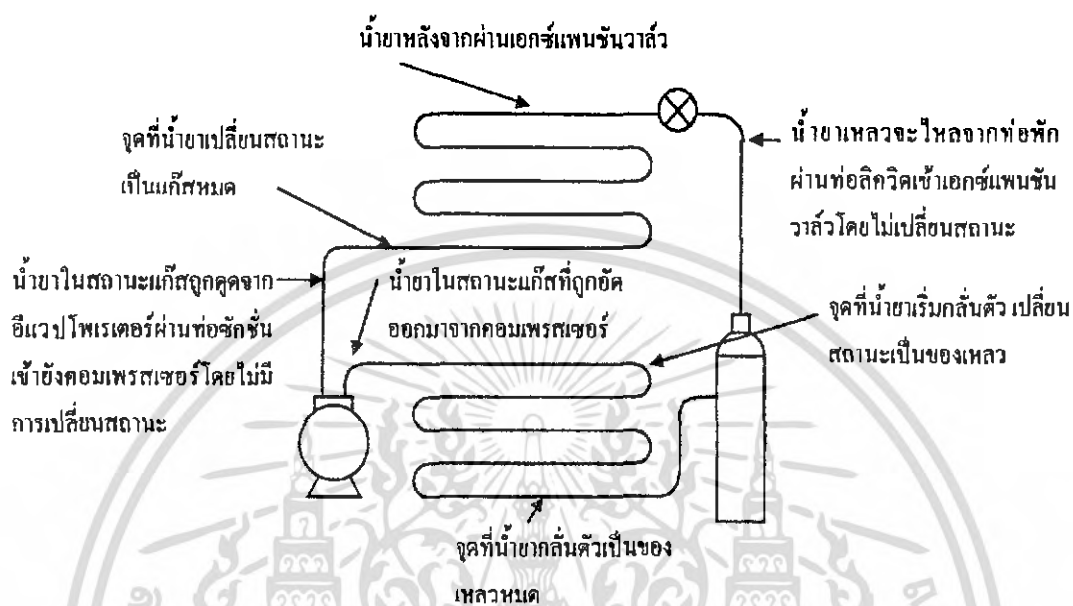 น้ำยาหลังจากผ่านเอกซ์แพนชันวาล์ว
จุดที่น้ำยาเปลี่ยนสถานะ
เป็นแก๊สหมด
น้ำยาเหลวจะไหลจากท่อพัก
ผ่านท่อลิควิดเข้าเอกซ์แพนชัน
วาล์วโดยไม่เปลี่ยนสถานะ
น้ำยาในสถานะแก๊สถูกดูดจาก
อีแวปโพเรเตอร์ผ่านท่อซักชั่น
เข้ายังคอมเพรสเซอร์โดยไม่มี
การเปลี่ยนสถานะ
น้ำยาในสถานะแก๊สที่ถูกอัด
ออกมาจากคอมเพรสเซอร์
จุดที่น้ำยาเริ่มกลั่นตัว เปลี่ยน
สถานะเป็นของเหลว
จุดที่น้ำยากลั่นตัวเป็นของ
เหลวหมด